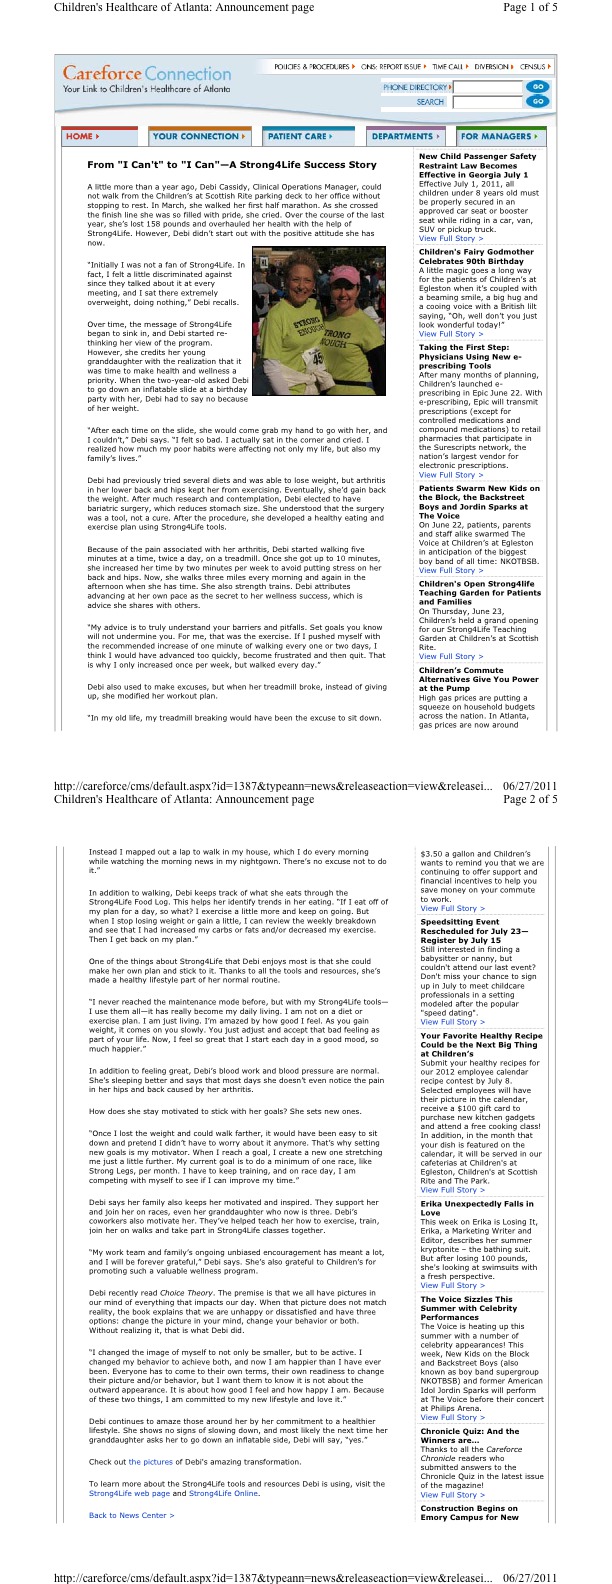 Children's Healthcare of Atlanta: Announcement page
Page 1 of 5
Careforce Connection
Your Link to Children's Healthcare of Atlanta
POLICIES & PROCEDURES
ONS: REPORT ISSUE
TIME CALL
DIVERSION
CENSUS
PHONE DIRECTORY
GO
SEARCH
GO
HOME
YOUR CONNECTION
PATIENT CARE
DEPARTMENTS
FOR MANAGERS
From "I Can't" to "I Can"—A Strong4Life Success Story
A little more than a year ago, Debi Cassidy, Clinical Operations Manager, could
not walk from the Children's at Scottish Rite parking deck to her office without
stopping to rest. In March, she walked her first half marathon. As she crossed
the finish line she was so filled with pride, she cried. Over the course of the last
year, she's lost 158 pounds and overhauled her health with the help of
Strong4Life. However, Debi didn't start out with the positive attitude she has
now.
"Initially I was not a fan of Strong4Life. In
fact, I felt a little discriminated against
since they talked about it at every
meeting, and I sat there extremely
overweight, doing nothing," Debi recalls.
Over time, the message of Strong4Life
began to sink in, and Debi started re-
thinking her view of the program.
However, she credits her young
granddaughter with the realization that it
was time to make health and wellness a
priority. When the two-year-old asked Debi
to go down an inflatable slide at a birthday
party with her, Debi had to say no because
of her weight.
STRONG
ENOUGH
STRONG
NOUGH
45
"After each time on the slide, she would come grab my hand to go with her, and
I couldn't," Debi says. "I felt so bad. I actually sat in the corner and cried. I
realized how much my poor habits were affecting not only my life, but also my
family's lives."
Debi had previously tried several diets and was able to lose weight, but arthritis
in her lower back and hips kept her from exercising. Eventually, she'd gain back
the weight. After much research and contemplation, Debi elected to have
bariatric surgery, which reduces stomach size. She understood that the surgery
was a tool, not a cure. After the procedure, she developed a healthy eating and
exercise plan using Strong4Life tools.
Because of the pain associated with her arthritis, Debi started walking five
minutes at a time, twice a day, on a treadmill. Once she got up to 10 minutes,
she increased her time by two minutes per week to avoid putting stress on her
back and hips. Now, she walks three miles every morning and again in the
afternoon when she has time. She also strength trains. Debi attributes
advancing at her own pace as the secret to her wellness success, which is
advice she shares with others.
"My advice is to truly understand your barriers and pitfalls. Set goals you know
will not undermine you. For me, that was the exercise. If I pushed myself with
the recommended increase of one minute of walking every one or two days, I
think I would have advanced too quickly, become frustrated and then quit. That
is why I only increased once per week, but walked every day."
Debi also used to make excuses, but when her treadmill broke, instead of giving
up, she modified her workout plan.
"In my old life, my treadmill breaking would have been the excuse to sit down.
New Child Passenger Safety
Restraint Law Becomes
Effective in Georgia July 1
Effective July 1, 2011, all
children under 8 years old must
be properly secured in an
approved car seat or booster
seat while riding in a car, van,
SUV or pickup truck.
View Full Story >
Children's Fairy Godmother
Celebrates 90th Birthday
A little magic goes a long way
for the patients of Children's at
Egleston when it's coupled with
a beaming smile, a big hug and
a cooing voice with a British lilt
saying, "Oh, well don't you just
look wonderful today!"
View Full Story >
Taking the First Step:
Physicians Using New e-
prescribing Tools
After many months of planning,
Children's launched e-
prescribing in Epic June 22. With
e-prescribing, Epic will transmit
prescriptions (except for
controlled medications and
compound medications) to retail
pharmacies that participate in
the Surescripts network, the
nation's largest vendor for
electronic prescriptions.
View Full Story >
Patients Swarm New Kids on
the Block, the Backstreet
Boys and Jordin Sparks at
The Voice
On June 22, patients, parents
and staff alike swarmed The
Voice at Children's at Egleston
in anticipation of the biggest
boy band of all time: NKOTBSB.
View Full Story >
Children's Open Strong4life
Teaching Garden for Patients
and Families
On Thursday, June 23,
Children's held a grand opening
for our Strong4Life Teaching
Garden at Children's at Scottish
Rite.
View Full Story >
Children's Commute
Alternatives Give You Power
at the Pump
High gas prices are putting a
squeeze on household budgets
across the nation. In Atlanta,
gas prices are now around
http://careforce/cms/default.aspx?id=1387&typeann=news&releaseaction=view&releasei...
06/27/2011
Children's Healthcare of Atlanta: Announcement page
Page 2 of 5
Instead I mapped out a lap to walk in my house, which I do every morning
while watching the morning news in my nightgown. There's no excuse not to do
it."
In addition to walking, Debi keeps track of what she eats through the
Strong4Life Food Log. This helps her identify trends in her eating. "If I eat off of
my plan for a day, so what? I exercise a little more and keep on going. But
when I stop losing weight or gain a little, I can review the weekly breakdown
and see that I had increased my carbs or fats and/or decreased my exercise.
Then I get back on my plan."
One of the things about Strong4Life that Debi enjoys most is that she could
make her own plan and stick to it. Thanks to all the tools and resources, she's
made a healthy lifestyle part of her normal routine.
"I never reached the maintenance mode before, but with my Strong4Life tools—
I use them all—it has really become my daily living. I am not on a diet or
exercise plan. I am just living. I'm amazed by how good I feel. As you gain
weight, it comes on you slowly. You just adjust and accept that bad feeling as
part of your life. Now, I feel so great that I start each day in a good mood, so
much happier."
In addition to feeling great, Debi's blood work and blood pressure are normal.
She's sleeping better and says that most days she doesn't even notice the pain
in her hips and back caused by her arthritis.
How does she stay motivated to stick with her goals? She sets new ones.
"Once I lost the weight and could walk farther, it would have been easy to sit
down and pretend I didn't have to worry about it anymore. That's why setting
new goals is my motivator. When I reach a goal, I create a new one stretching
me just a little further. My current goal is to do a minimum of one race, like
Strong Legs, per month. I have to keep training, and on race day, I am
competing with myself to see if I can improve my time."
Debi says her family also keeps her motivated and inspired. They support her
and join her on races, even her granddaughter who now is three. Debi's
coworkers also motivate her. They've helped teach her how to exercise, train,
join her on walks and take part in Strong4Life classes together.
"My work team and family's ongoing unbiased encouragement has meant a lot,
and I will be forever grateful," Debi says. She's also grateful to Children's for
promoting such a valuable wellness program.
Debi recently read Choice Theory. The premise is that we all have pictures in
our mind of everything that impacts our day. When that picture does not match
reality, the book explains that we are unhappy or dissatisfied and have three
options: change the picture in your mind, change your behavior or both.
Without realizing it, that is what Debi did.
"I changed the image of myself to not only be smaller, but to be active. I
changed my behavior to achieve both, and now I am happier than I have ever
been. Everyone has to come to their own terms, their own readiness to change
their picture and/or behavior, but I want them to know it is not about the
outward appearance. It is about how good I feel and how happy I am. Because
of these two things, I am committed to my new lifestyle and love it."
Debi continues to amaze those around her by her commitment to a healthier
lifestyle. She shows no signs of slowing down, and most likely the next time her
granddaughter asks her to go down an inflatable slide, Debi will say, "yes."
Check out the pictures of Debi's amazing transformation.
To learn more about the Strong4Life tools and resources Debi is using, visit the
Strong4Life web page and Strong4Life Online.
Back to News Center >
$3.50 a gallon and Children's
wants to remind you that we are
continuing to offer support and
financial incentives to help you
save money on your commute
to work.
View Full Story >
Speedsitting Event
Rescheduled for July 23—
Register by July 15
Still interested in finding a
babysitter or nanny, but
couldn't attend our last event?
Don't miss your chance to sign
up in July to meet childcare
professionals in a setting
modeled after the popular
"speed dating".
View Full Story >
Your Favorite Healthy Recipe
Could be the Next Big Thing
at Children's
Submit your healthy recipes for
our 2012 employee calendar
recipe contest by July 8.
Selected employees will have
their picture in the calendar,
receive a $100 gift card to
purchase new kitchen gadgets
and attend a free cooking class!
In addition, in the month that
your dish is featured on the
calendar, it will be served in our
cafeterias at Children's at
Egleston, Children's at Scottish
Rite and The Park.
View Full Story >
Erika Unexpectedly Falls in
Love
This week on Erika is Losing It,
Erika, a Marketing Writer and
Editor, describes her summer
kryptonite – the bathing suit.
But after losing 100 pounds,
she's looking at swimsuits with
a fresh perspective.
View Full Story >
The Voice Sizzles This
Summer with Celebrity
Performances
The Voice is heating up this
summer with a number of
celebrity appearances! This
week, New Kids on the Block
and Backstreet Boys (also known
as boy band supergroup
NKOTBSB) and former American
Idol Jordin Sparks will perform
at The Voice before their concert
at Philips Arena.
View Full Story >
Chronicle Quiz: And the
Winners are...
Thanks to all the Careforce
Chronicle readers who
submitted answers to the
Chronicle Quiz in the latest issue
of the magazine!
View Full Story >
Construction Begins on
Emory Campus for New
http://careforce/cms/default.aspx?id=1387&typeann=news&releaseaction=view&releasei...
06/27/2011